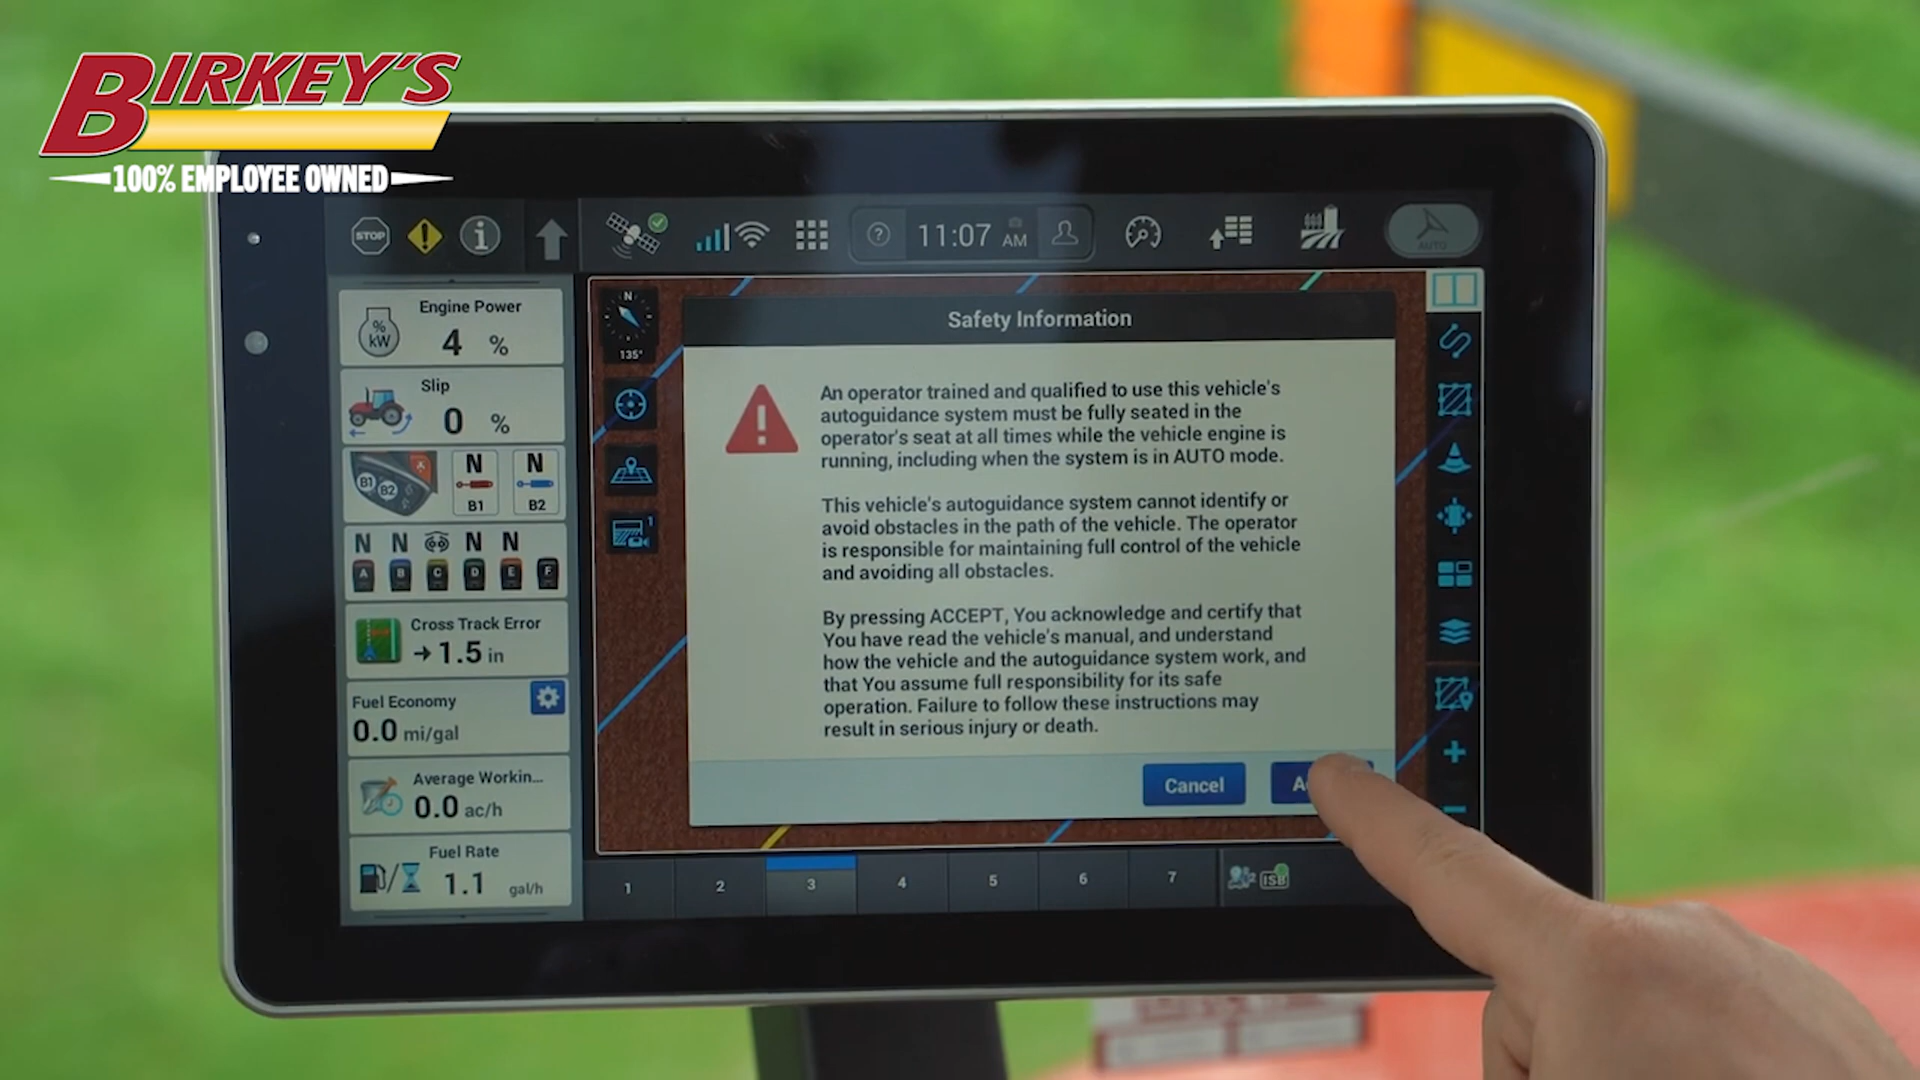 BIRKEY'S
100% EMPLOYEE OWNED
STOP
11:07 AM
AUTO
Engine Power
% kW
4 %
Slip
0 %
B1 B2
N N
B1 B2
N N N N
A B C D E F
Cross Track Error
1.5 in
Fuel Economy
0.0 mi/gal
Average Workin...
0.0 ac/h
Fuel Rate
1.1 gal/h
N
135°
1
Safety Information
An operator trained and qualified to use this vehicle's
autoguidance system must be fully seated in the
operator's seat at all times while the vehicle engine is
running, including when the system is in AUTO mode.
This vehicle's autoguidance system cannot identify or
avoid obstacles in the path of the vehicle. The operator
is responsible for maintaining full control of the vehicle
and avoiding all obstacles.
By pressing ACCEPT, You acknowledge and certify that
You have read the vehicle's manual, and understand
how the vehicle and the autoguidance system work, and
that You assume full responsibility for its safe
operation. Failure to follow these instructions may
result in serious injury or death.
Cancel
1 2 3 4 5 6 7
ISB